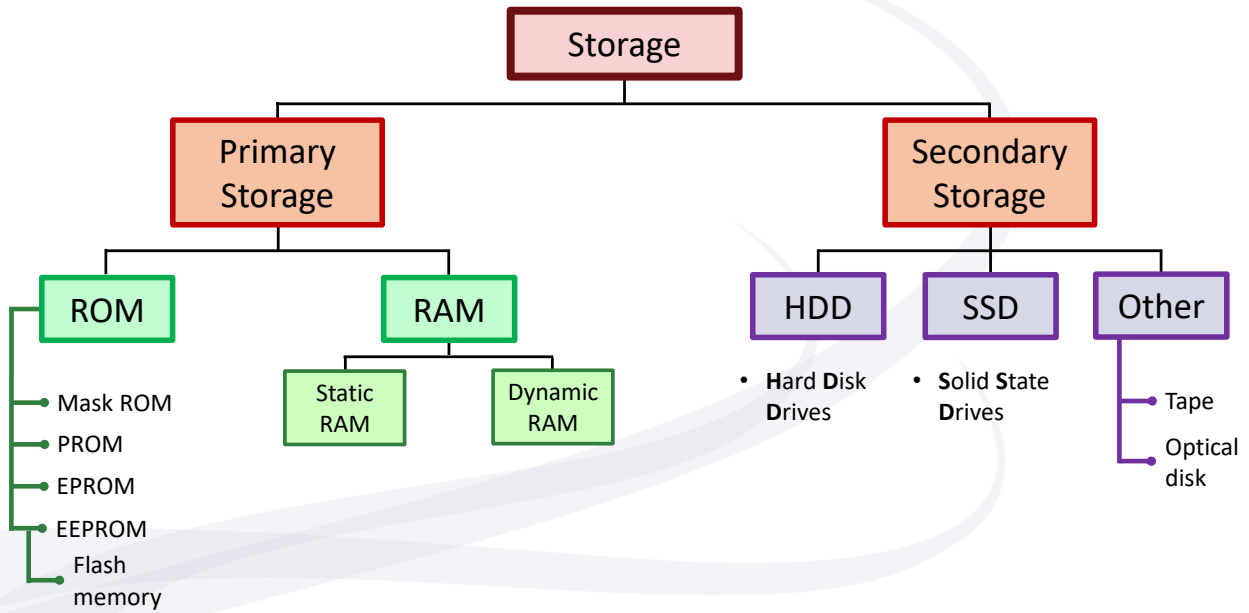 Storage
Primary
Storage
Secondary
Storage
ROM
RAM
HDD
SSD
Other
Mask ROM
PROM
EPROM
EEPROM
Flash
memory
Static
RAM
Dynamic
RAM
• Hard Disk
Drives
• Solid State
Drives
Tape
Optical
disk